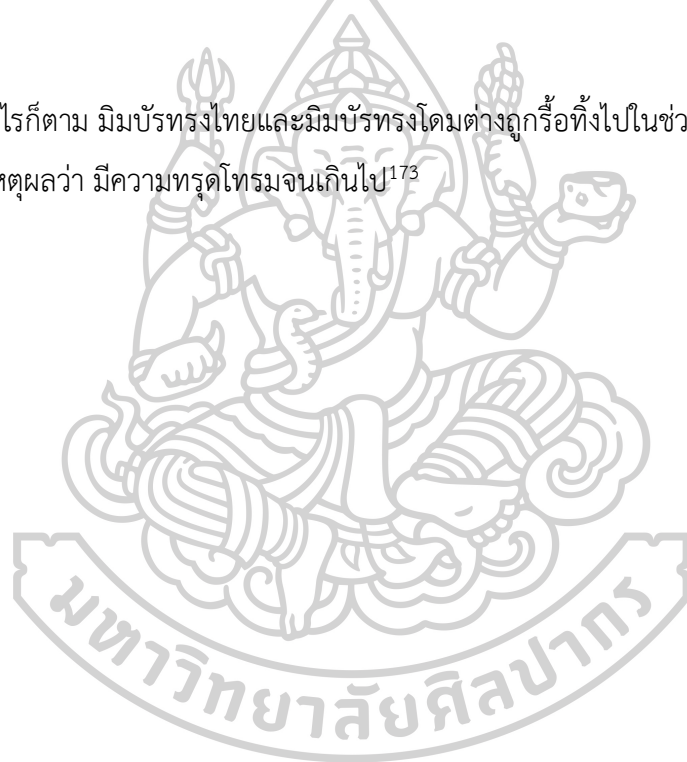 ไรก็ตาม มิมบัรทรงไทยและมิมบัรทรงโดมต่างถูกรื้อทิ้งไปในช่ว
หตุผลว่า มีความทรุดโทรมจนเกินไป173
มหาวิทยาลัยศิลปากร